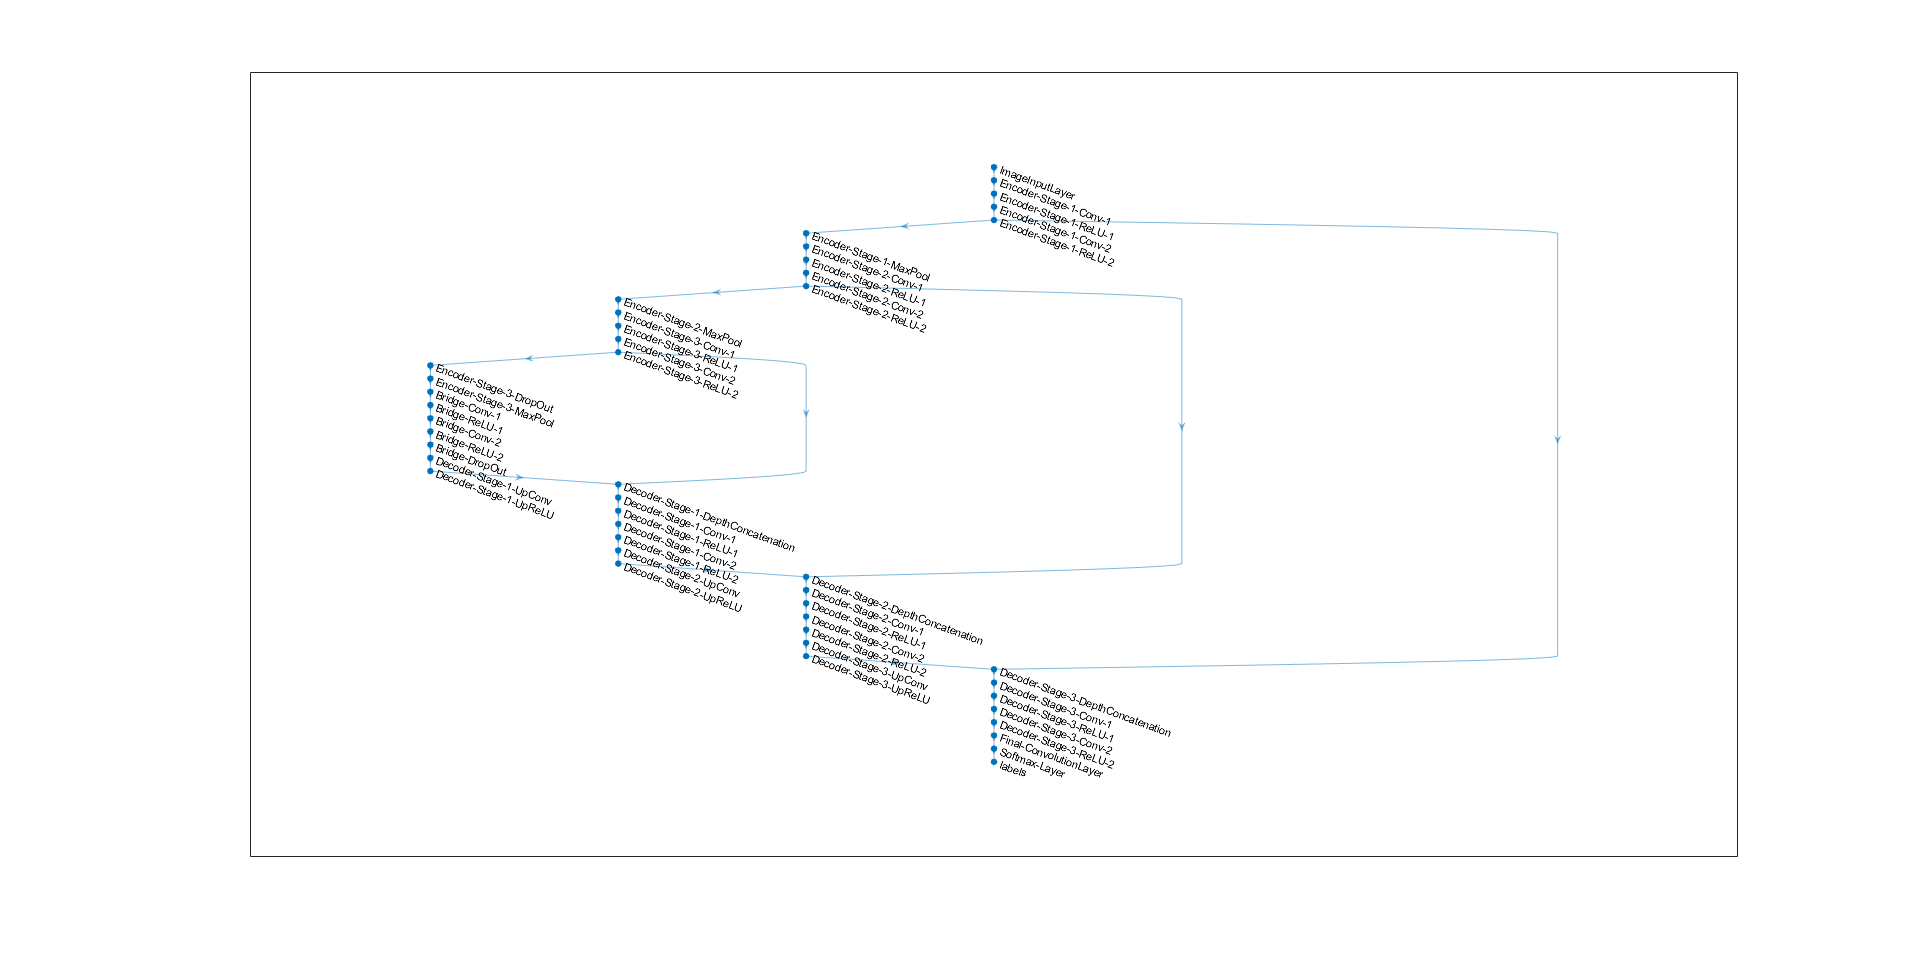 ImageInputLayer
Encoder-Stage-1-Conv-1
Encoder-Stage-1-ReLU-1
Encoder-Stage-1-Conv-2
Encoder-Stage-1-ReLU-2
Encoder-Stage-1-MaxPool
Encoder-Stage-2-Conv-1
Encoder-Stage-2-ReLU-1
Encoder-Stage-2-Conv-2
Encoder-Stage-2-ReLU-2
Encoder-Stage-2-MaxPool
Encoder-Stage-3-Conv-1
Encoder-Stage-3-ReLU-1
Encoder-Stage-3-Conv-2
Encoder-Stage-3-ReLU-2
Encoder-Stage-3-DropOut
Encoder-Stage-3-MaxPool
Bridge-Conv-1
Bridge-ReLU-1
Bridge-Conv-2
Bridge-ReLU-2
Bridge-DropOut
Decoder-Stage-1-UpConv
Decoder-Stage-1-UpReLU
Decoder-Stage-1-DepthConcatenation
Decoder-Stage-1-Conv-1
Decoder-Stage-1-ReLU-1
Decoder-Stage-1-Conv-2
Decoder-Stage-1-ReLU-2
Decoder-Stage-2-UpConv
Decoder-Stage-2-UpReLU
Decoder-Stage-2-DepthConcatenation
Decoder-Stage-2-Conv-1
Decoder-Stage-2-ReLU-1
Decoder-Stage-2-Conv-2
Decoder-Stage-2-ReLU-2
Decoder-Stage-3-UpConv
Decoder-Stage-3-UpReLU
Decoder-Stage-3-DepthConcatenation
Decoder-Stage-3-Conv-1
Decoder-Stage-3-ReLU-1
Decoder-Stage-3-Conv-2
Decoder-Stage-3-ReLU-2
Final-ConvolutionLayer
Softmax-Layer
labels